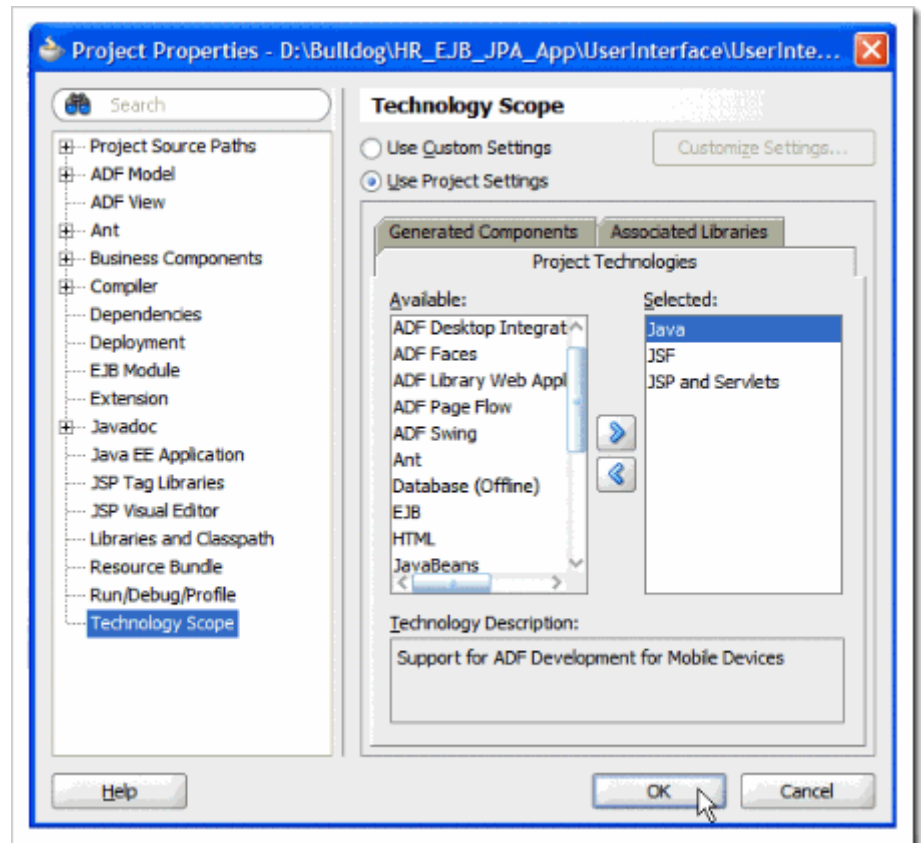 Project Properties - D:\Bulldog\HR_EJB_JPA_App\UserInterface\UserInte...
Search
Project Source Paths
ADF Model
ADF View
Ant
Business Components
Compiler
Dependencies
Deployment
EJB Module
Extension
Javadoc
Java EE Application
JSP Tag Libraries
JSP Visual Editor
Libraries and Classpath
Resource Bundle
Run/Debug/Profile
Technology Scope
Technology Scope
Use Custom Settings
Customize Settings...
Use Project Settings
Generated Components
Associated Libraries
Project Technologies
Available:
ADF Desktop Integrat
ADF Faces
ADF Library Web Appl
ADF Page Flow
ADF Swing
Ant
Database (Offline)
EJB
HTML
JavaBeans
Selected:
Java
JSF
JSP and Servlets
Technology Description:
Support for ADF Development for Mobile Devices
Help
OK
Cancel